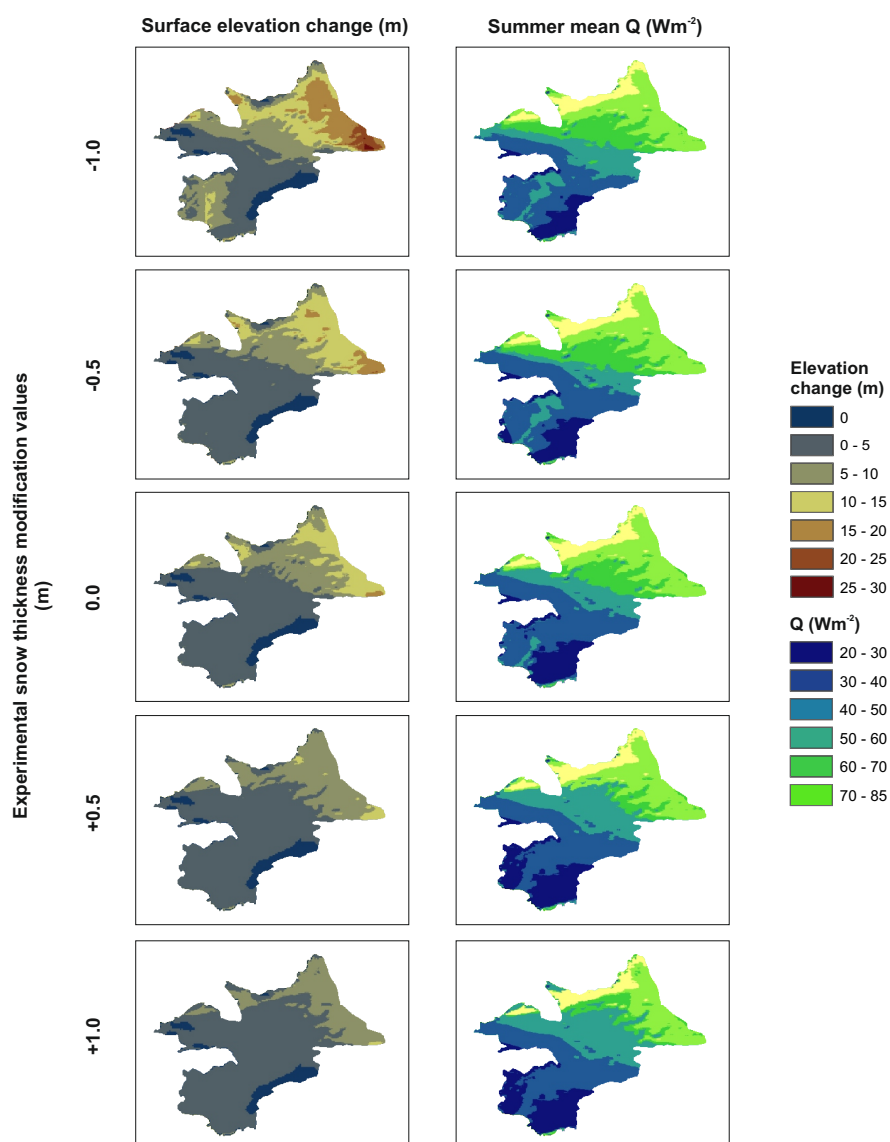 Surface elevation change (m)
Summer mean Q (Wm⁻²)
Experimental snow thickness modification values
(m)
-1.0
-0.5
0.0
+0.5
+1.0
Elevation
change (m)
0
0 - 5
5 - 10
10 - 15
15 - 20
20 - 25
25 - 30
Q (Wm⁻²)
20 - 30
30 - 40
40 - 50
50 - 60
60 - 70
70 - 85